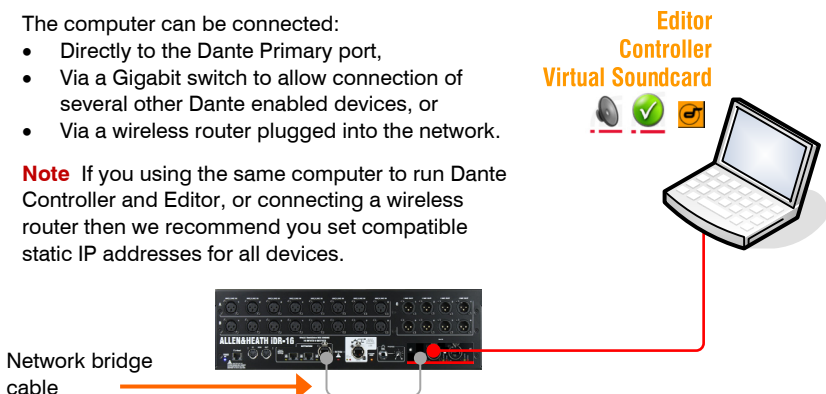 The computer can be connected:
• Directly to the Dante Primary port,
• Via a Gigabit switch to allow connection of
several other Dante enabled devices, or
• Via a wireless router plugged into the network.
Note If you using the same computer to run Dante
Controller and Editor, or connecting a wireless
router then we recommend you set compatible
static IP addresses for all devices.
Editor
Controller
Virtual Soundcard
ALLEN&HEATH iDR-16
Network bridge
cable